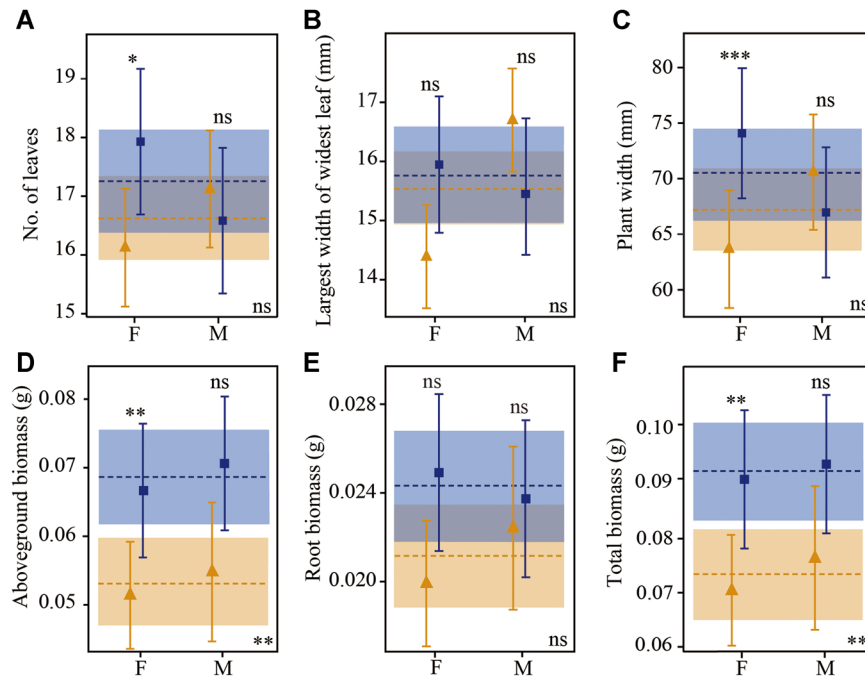 A
No. of leaves
19
18
17
16
15
*
ns
ns
F
M
B
Largest width of widest leaf (mm)
17
16
15
14
ns
ns
ns
F
M
C
Plant width (mm)
80
75
70
65
60
***
ns
ns
F
M
D
Aboveground biomass (g)
0.08
0.07
0.06
0.05
**
ns
**
F
M
E
Root biomass (g)
0.028
0.024
0.020
ns
ns
ns
F
M
F
Total biomass (g)
0.10
0.09
0.08
0.07
0.06
**
ns
**
F
M